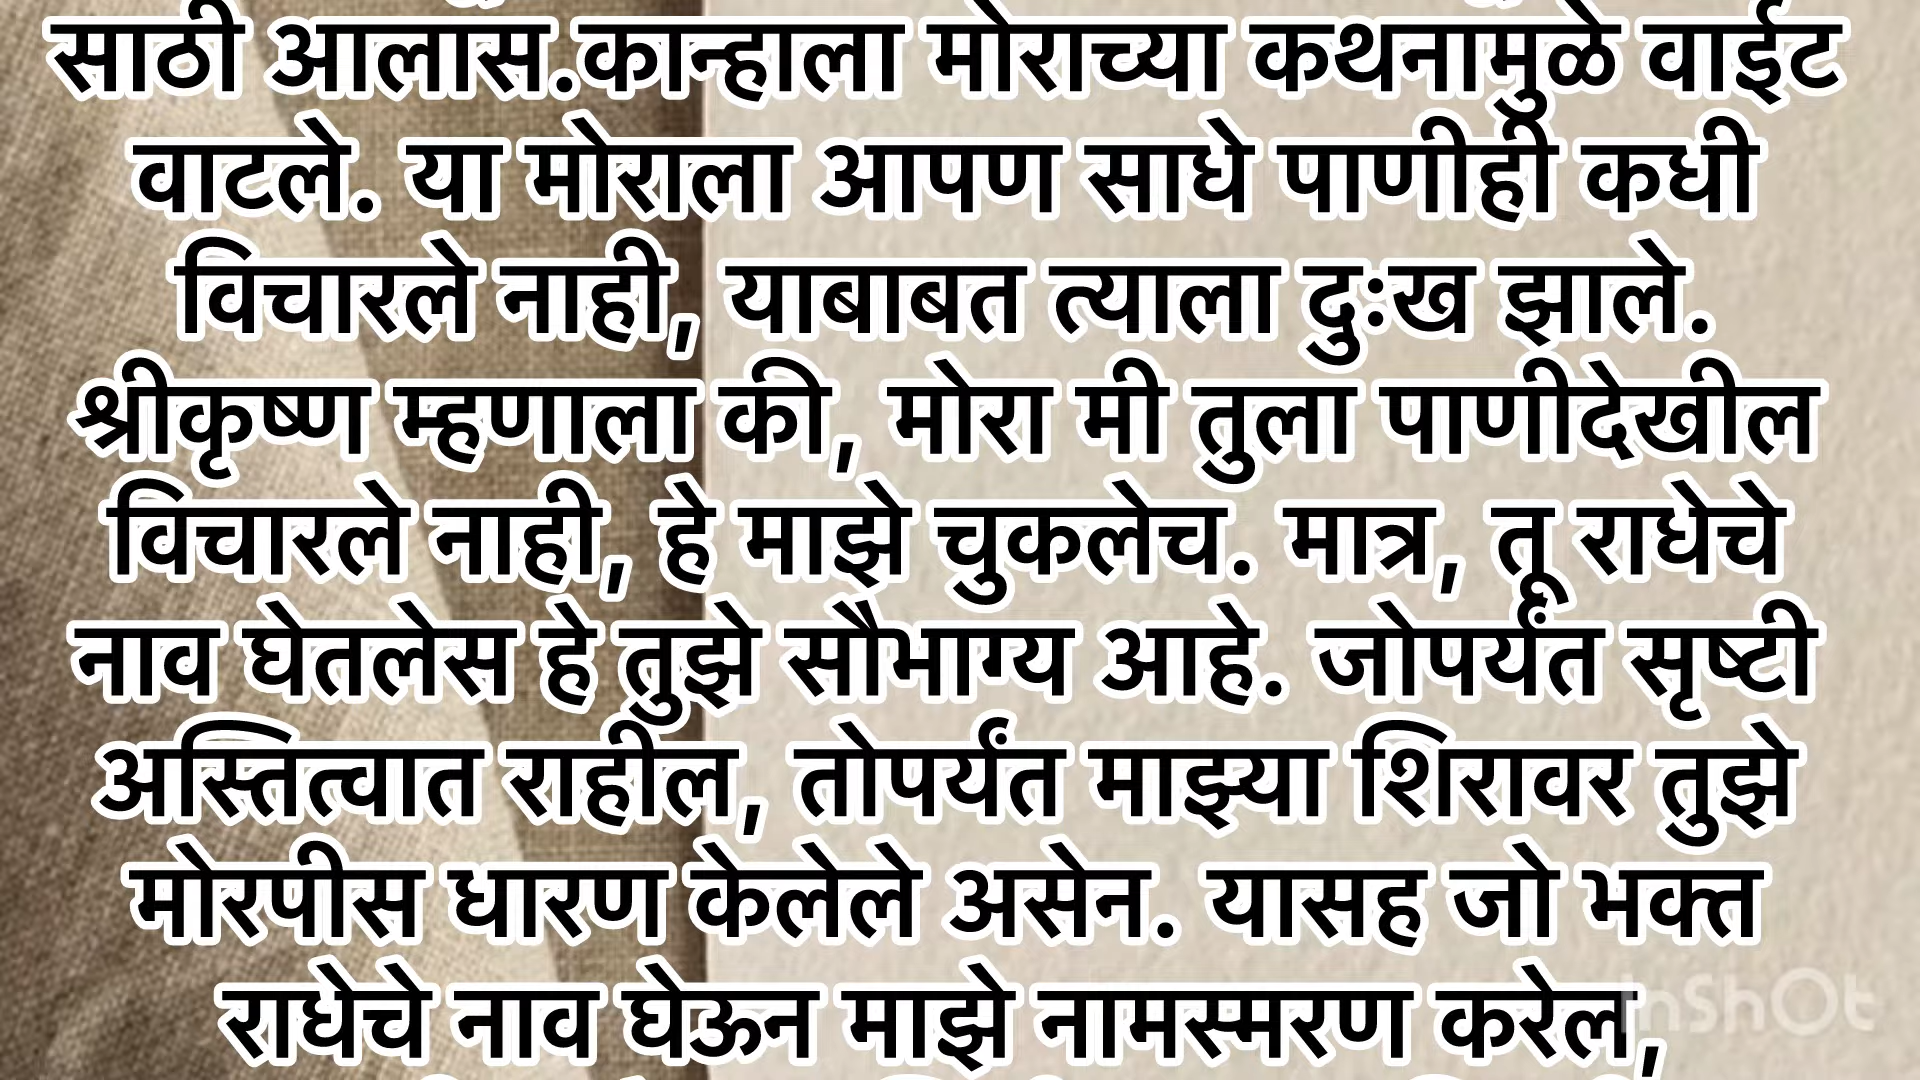 साठी आलास.कान्हाला मोराच्या कथनामुळे वाईट
वाटले. या मोराला आपण साधे पाणीही कधी
विचारले नाही, याबाबत त्याला दुःख झाले.
श्रीकृष्ण म्हणाला की, मोरा मी तुला पाणीदेखील
विचारले नाही, हे माझे चुकलेच. मात्र, तू राधेचे
नाव घेतलेस हे तुझे सौभाग्य आहे. जोपर्यंत सृष्टी
अस्तित्वात राहील, तोपर्यंत माझ्या शिरावर तुझे
मोरपीस धारण केलेले असेन. यासह जो भक्त
राधेचे नाव घेऊन माझे नामस्मरण करेल,
InShOt